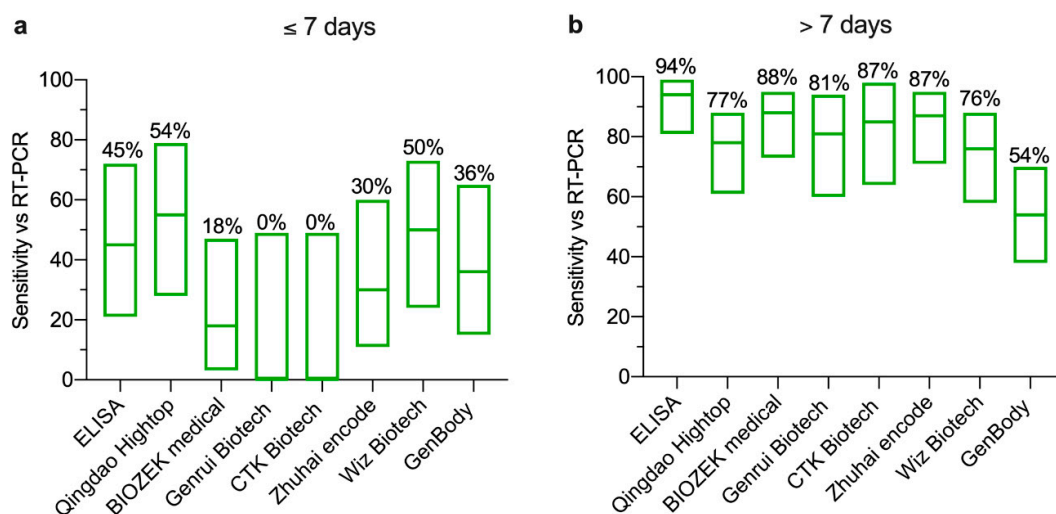 a
≤ 7 days
Sensitivity vs RT-PCR
100
80
60
40
20
0
45%
54%
18%
0%
0%
30%
50%
36%
ELISA
Qingdao Hightop
BIOZEK medical
Genrui Biotech
CTK Biotech
Zhuhai encode
Wiz Biotech
GenBody
b
> 7 days
Sensitivity vs RT-PCR
100
80
60
40
20
0
94%
77%
88%
81%
87%
87%
76%
54%
ELISA
Qingdao Hightop
BIOZEK medical
Genrui Biotech
CTK Biotech
Zhuhai encode
Wiz Biotech
GenBody